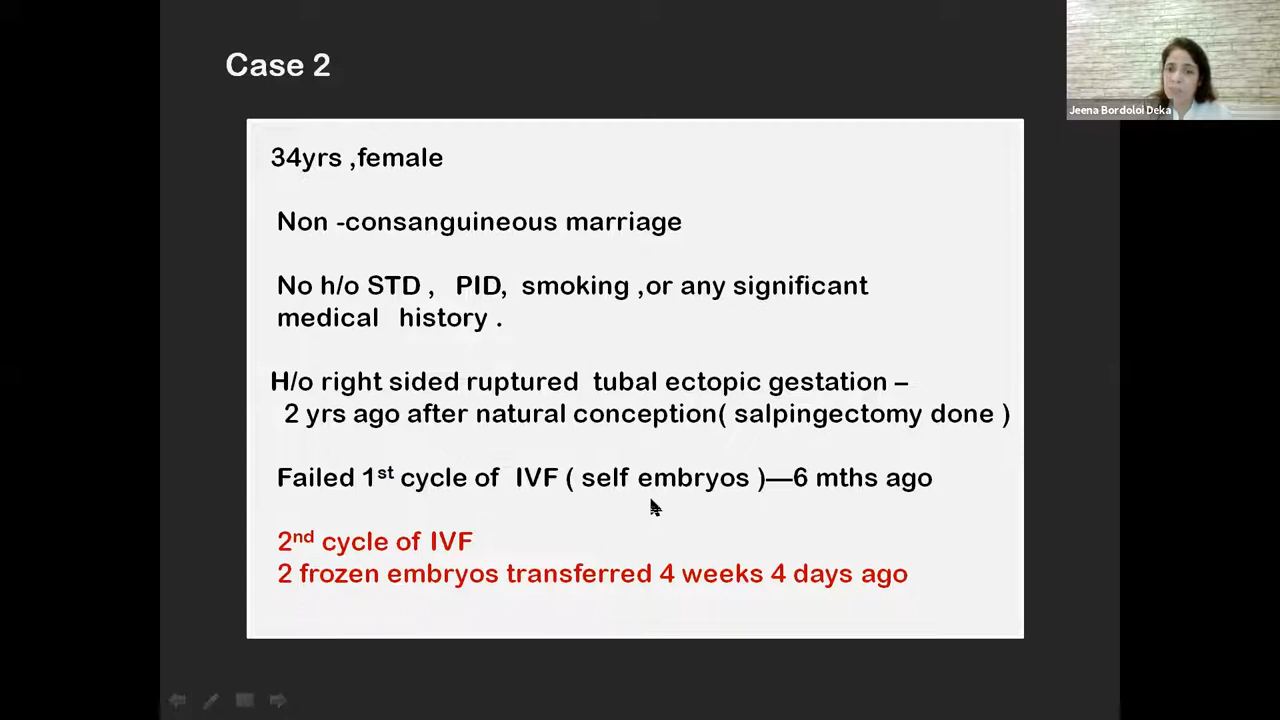 Case 2
Jeena Bordoloi Deka
34yrs ,female
Non -consanguineous marriage
No h/o STD , PID, smoking ,or any significant
medical history .
H/o right sided ruptured tubal ectopic gestation –
2 yrs ago after natural conception( salpingectomy done )
Failed 1st cycle of IVF ( self embryos )—6 mths ago
2nd cycle of IVF
2 frozen embryos transferred 4 weeks 4 days ago